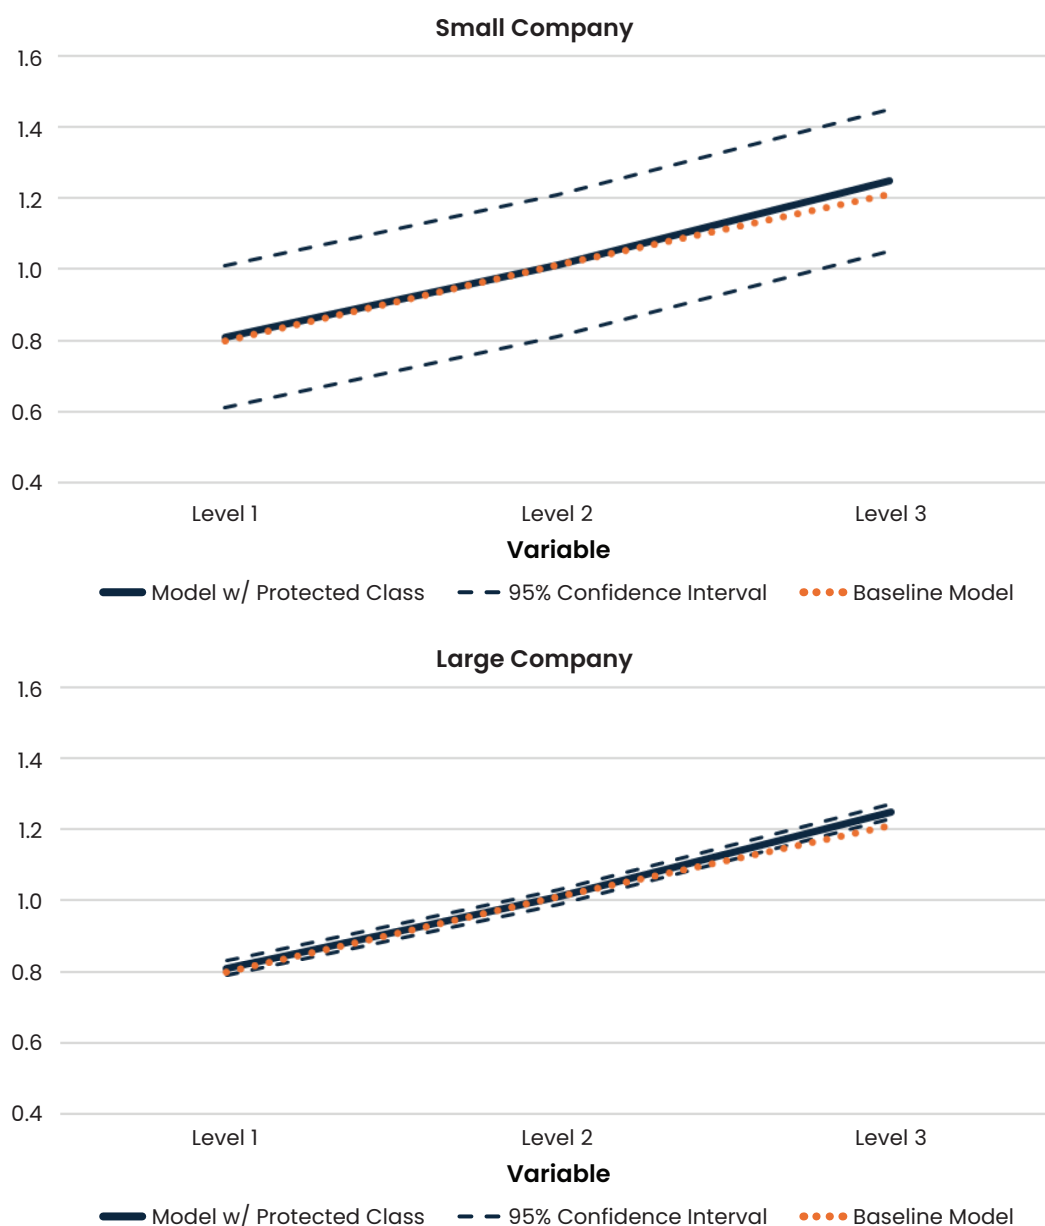 Small Company
1.6
1.4
1.2
1.0
0.8
0.6
0.4
Level 1 Level 2 Level 3
Variable
Model w/ Protected Class 95% Confidence Interval Baseline Model
Large Company
1.6
1.4
1.2
1.0
0.8
0.6
0.4
Level 1 Level 2 Level 3
Variable
Model w/ Protected Class 95% Confidence Interval Baseline Model